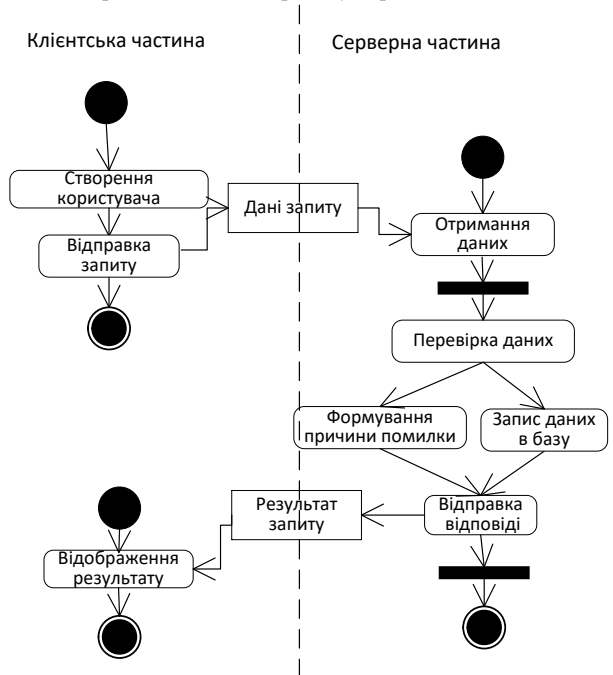 Клієнтська частина
Серверна частина
Створення
користувача
Дані запиту
Відправка
запиту
Отримання
даних
Перевірка даних
Формування
причини помилки
Запис даних
в базу
Результат
запиту
Відправка
відповіді
Відображення
результату